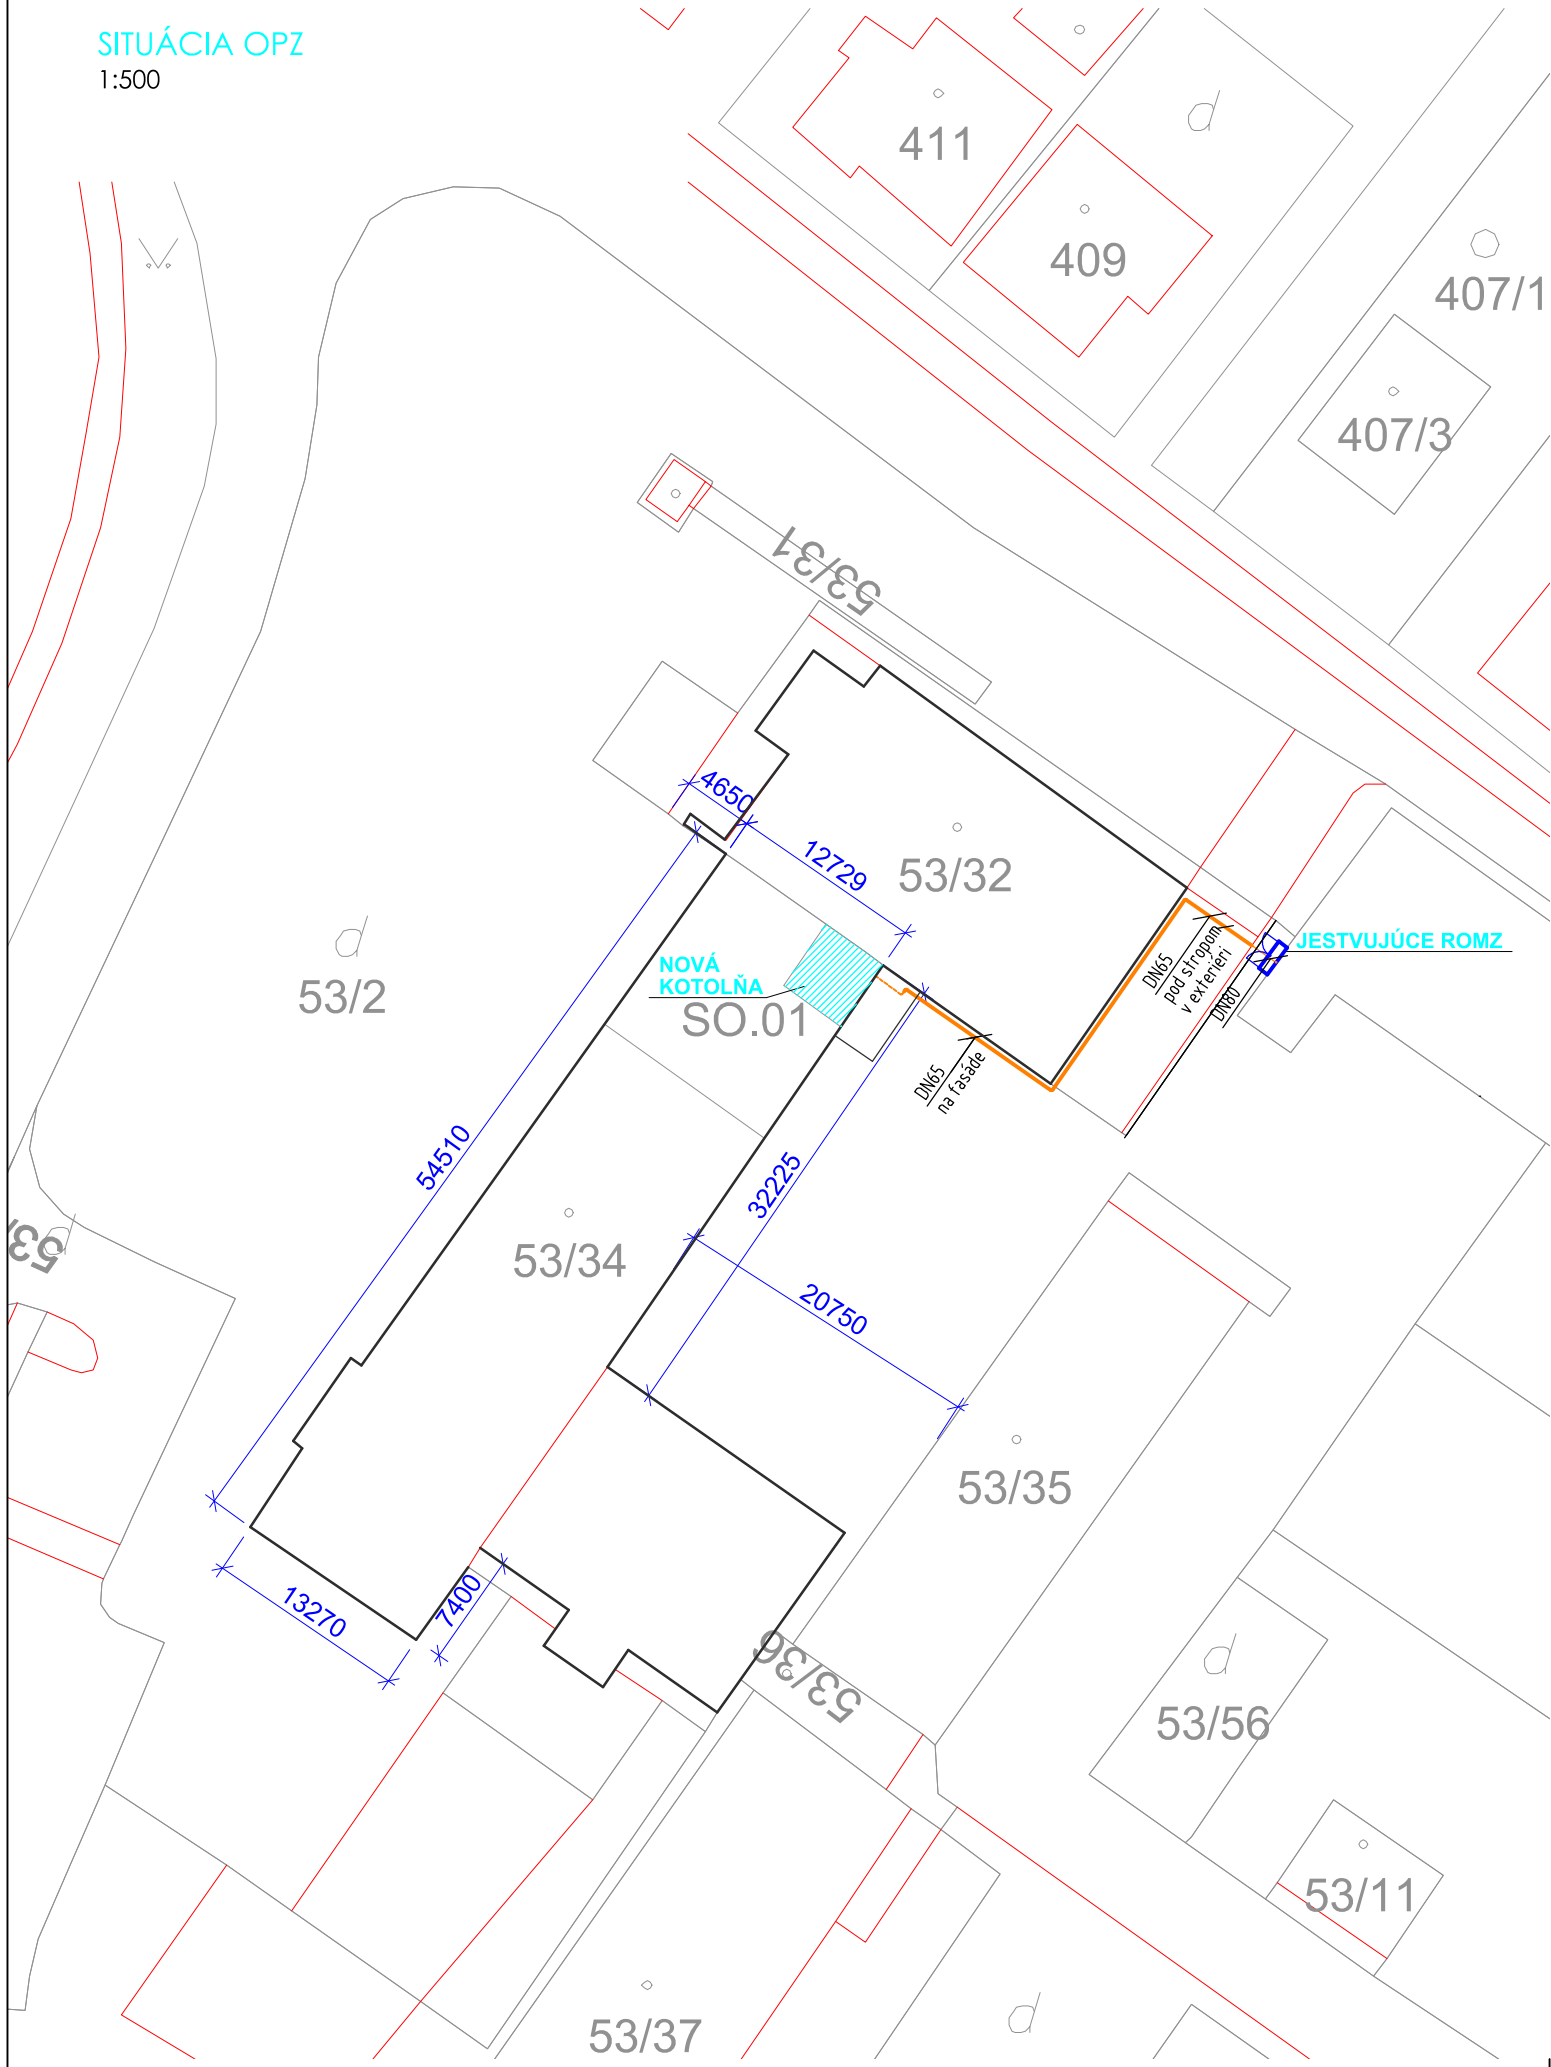 SITUÁCIA OPZ
1:500
411
409
407/1
407/3
53/31
4650
12729
53/32
JESTVUJÚCE ROMZ
DN65
pod stropom
v exteriéri
DN80
NOVÁ
KOTOLŇA
SO.01
53/2
DN65
na fasáde
54510
32225
53/
53/34
20750
53/35
13270
7400
53/36
53/56
53/11
53/37